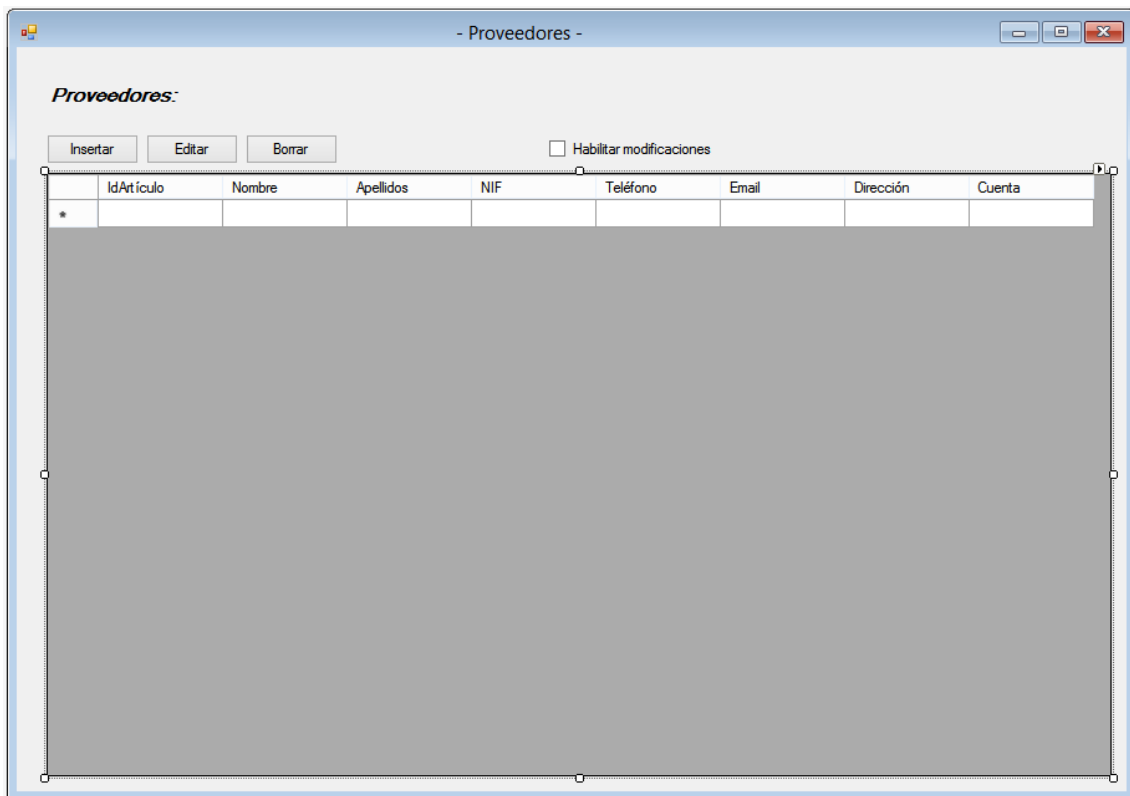 - Proveedores -
Proveedores:
Insertar Editar Borrar Habilitar modificaciones
IdArtículo Nombre Apellidos NIF Teléfono Email Dirección Cuenta
*